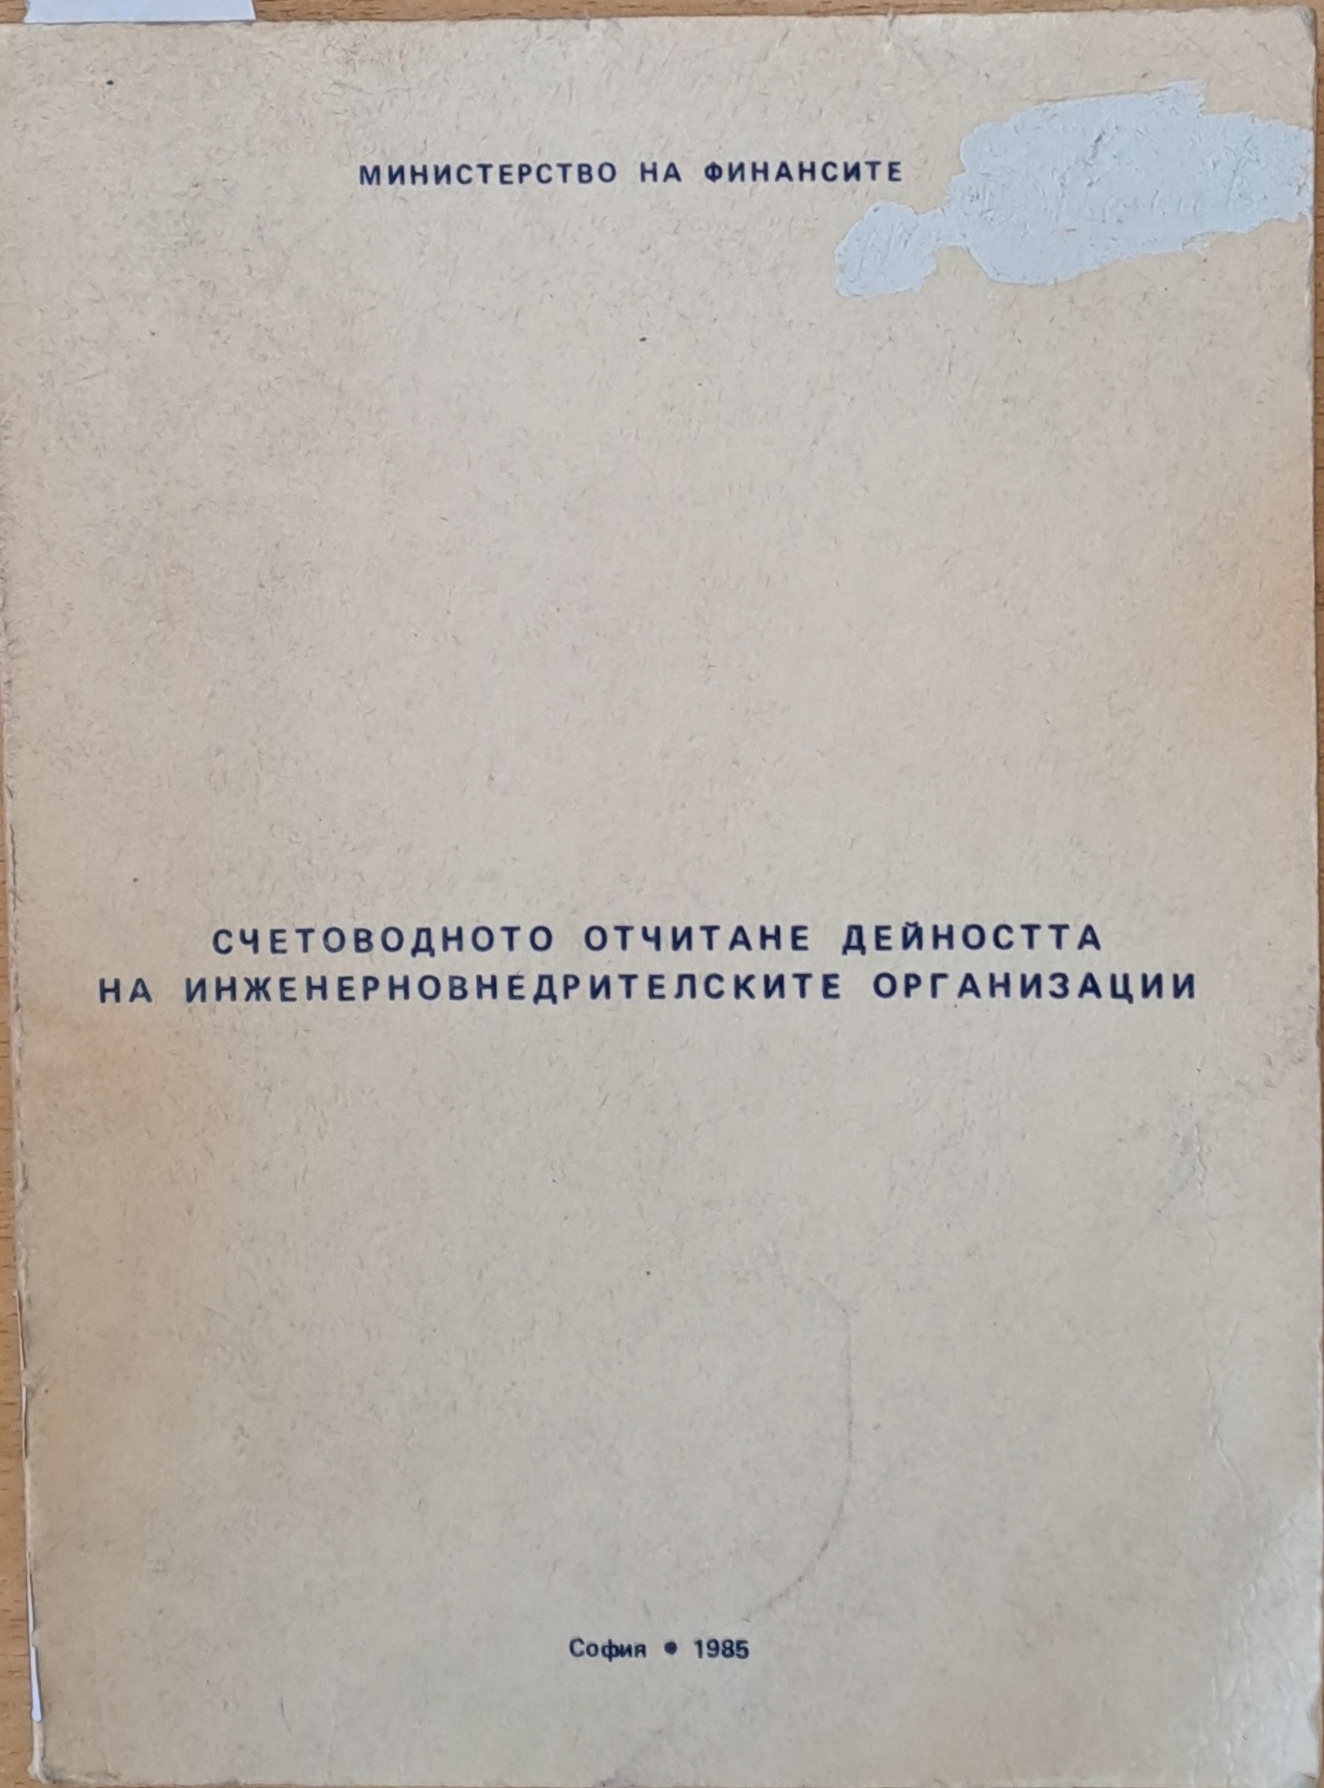 МИНИСТЕРСТВО НА ФИНАНСИТЕ
СЧЕТОВОДНОТО ОТЧИТАНЕ ДЕЙНОСТТА
НА ИНЖЕНЕРНОВНЕДРИТЕЛСКИТЕ ОРГАНИЗАЦИИ
София • 1985